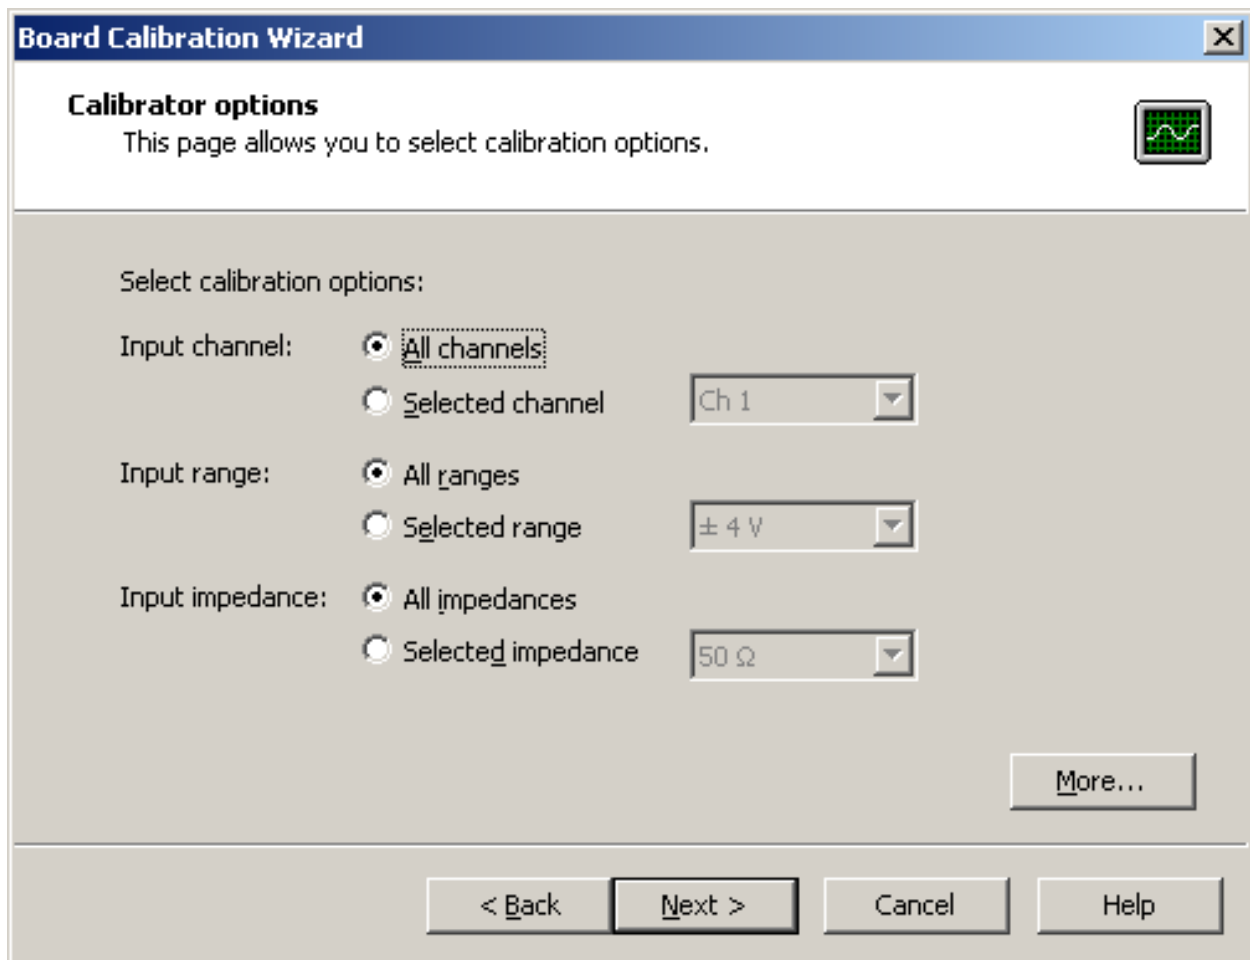 Board Calibration Wizard
Calibrator options
This page allows you to select calibration options.
Select calibration options:
Input channel: All channels
Selected channel Ch 1
Input range: All ranges
Selected range ± 4 V
Input impedance: All impedances
Selected impedance 50 Ω
More...
< Back Next > Cancel Help